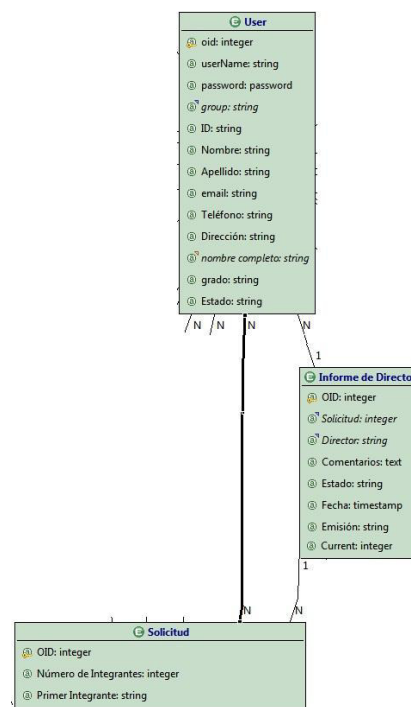 User
oid: integer
userName: string
password: password
group: string
ID: string
Nombre: string
Apellido: string
email: string
Teléfono: string
Dirección: string
nombre completo: string
grado: string
Estado: string
N N N N
1
Informe de Directo
OID: integer
Solicitud: integer
Director: string
Comentarios: text
Estado: string
Fecha: timestamp
Emisión: string
Current: integer
1
N N
Solicitud
OID: integer
Número de Integrantes: integer
Primer Integrante: string